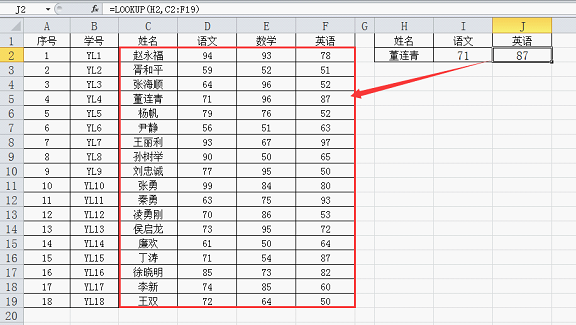 J2 fx =LOOKUP(H2,C2:F19)
A B C D E F G H I J
1 序号 学号 姓名 语文 数学 英语 姓名 语文 英语
2 1 YL1 赵永福 94 93 78 董连青 71 87
3 2 YL2 胥和平 59 52 51
4 3 YL3 张海顺 64 96 52
5 4 YL4 董连青 71 96 87
6 5 YL5 杨帆 79 76 52
7 6 YL6 尹静 56 51 63
8 7 YL7 王丽利 93 67 97
9 8 YL8 孙树举 90 50 65
10 9 YL9 刘忠诚 77 95 50
11 10 YL10 张勇 99 84 80
12 11 YL11 秦勇 63 75 93
13 12 YL12 凌勇刚 70 86 53
14 13 YL13 侯启龙 73 95 72
15 14 YL14 廉欢 61 50 64
16 15 YL15 丁涛 71 54 87
17 16 YL16 徐晓明 85 73 82
18 17 YL17 李新 74 85 60
19 18 YL18 王双 72 64 50
20